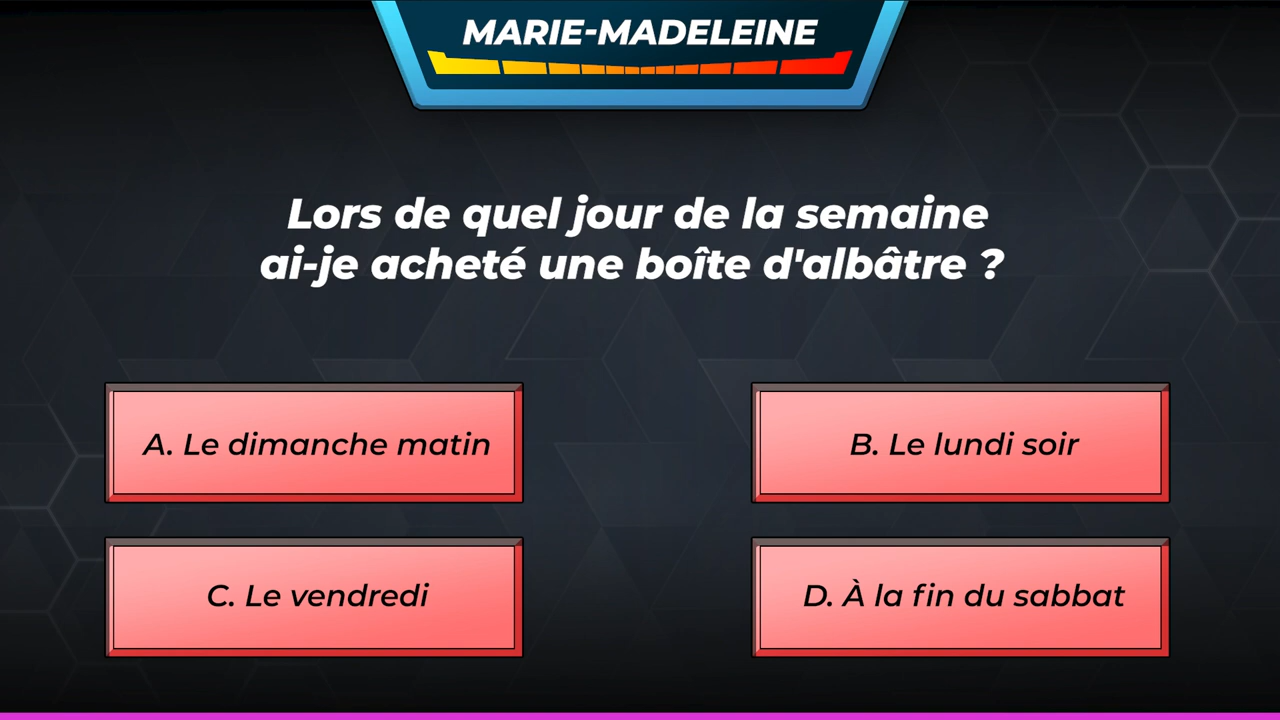 MARIE-MADELEINE
Lors de quel jour de la semaine
ai-je acheté une boîte d'albâtre ?
A. Le dimanche matin
B. Le lundi soir
C. Le vendredi
D. À la fin du sabbat